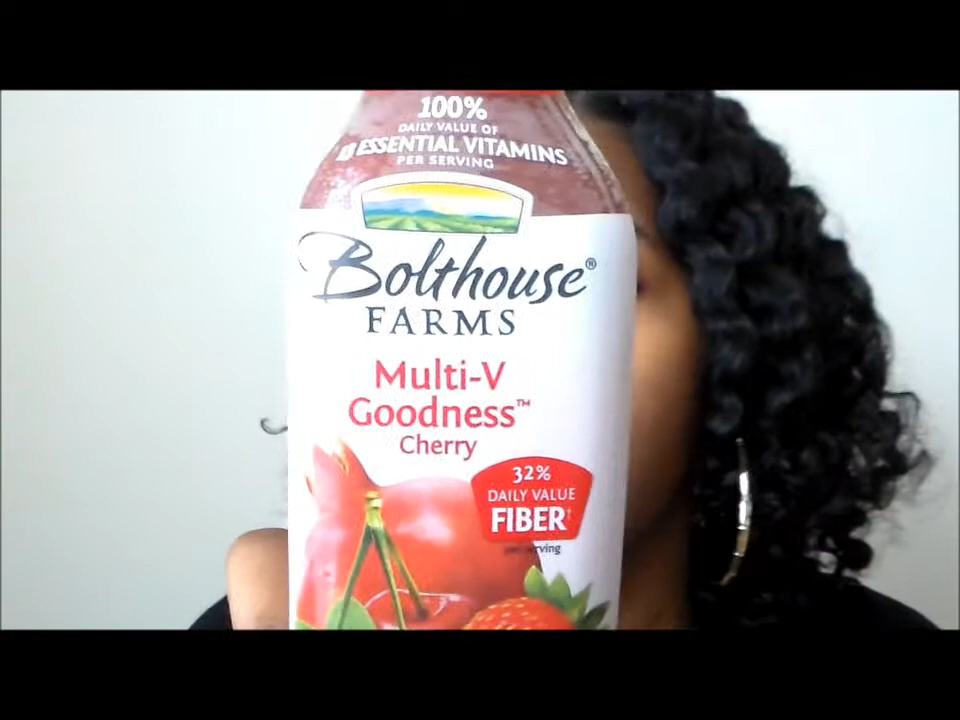 100%
DAILY VALUE OF
ESSENTIAL VITAMINS
PER SERVING
Bolthouse®
FARMS
Multi-V
Goodness™
Cherry
32%
DAILY VALUE
FIBER†
per serving